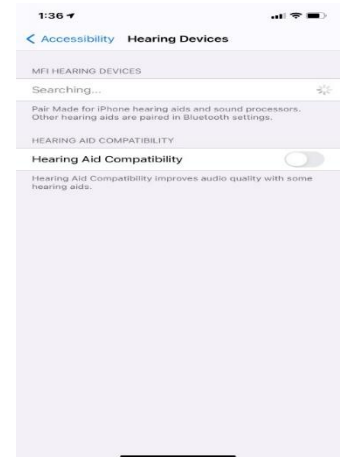 1:36
Accessibility Hearing Devices
MFI HEARING DEVICES
Searching...
Pair Made for iPhone hearing aids and sound processors.
Other hearing aids are paired in Bluetooth settings.
HEARING AID COMPATIBILITY
Hearing Aid Compatibility
Hearing Aid Compatibility improves audio quality with some
hearing aids.